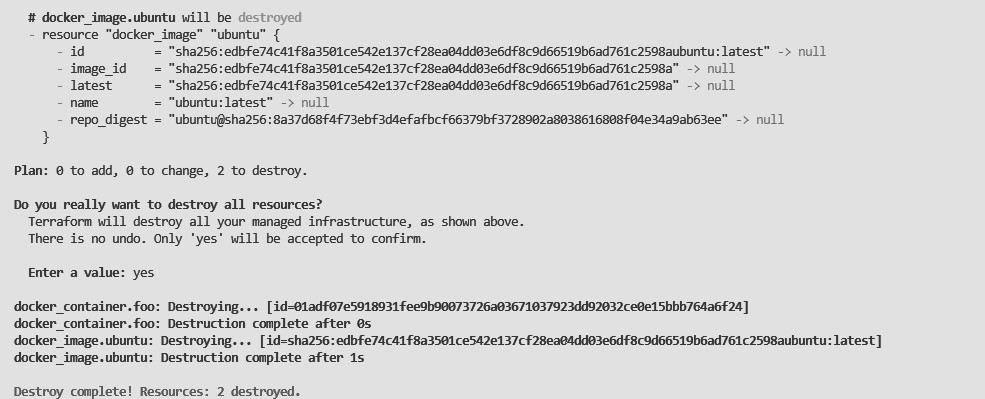 # docker_image.ubuntu will be destroyed
- resource "docker_image" "ubuntu" {
- id = "sha256:edbfe74c41f8a3501ce542e137cf28ea04dd03e6df8c9d66519b6ad761c2598aubuntu:latest" -> null
- image_id = "sha256:edbfe74c41f8a3501ce542e137cf28ea04dd03e6df8c9d66519b6ad761c2598a" -> null
- latest = "sha256:edbfe74c41f8a3501ce542e137cf28ea04dd03e6df8c9d66519b6ad761c2598a" -> null
- name = "ubuntu:latest" -> null
- repo_digest = "ubuntu@sha256:8a37d68f4f73ebf3d4efafbcf66379bf3728902a8038616808f04e34a9ab63ee" -> null
}
Plan: 0 to add, 0 to change, 2 to destroy.
Do you really want to destroy all resources?
Terraform will destroy all your managed infrastructure, as shown above.
There is no undo. Only 'yes' will be accepted to confirm.
Enter a value: yes
docker_container.foo: Destroying... [id=01adf07e5918931fee9b90073726a03671037923dd92032ce0e15bbb764a6f24]
docker_container.foo: Destruction complete after 0s
docker_image.ubuntu: Destroying... [id=sha256:edbfe74c41f8a3501ce542e137cf28ea04dd03e6df8c9d66519b6ad761c2598aubuntu:latest]
docker_image.ubuntu: Destruction complete after 1s
Destroy complete! Resources: 2 destroyed.